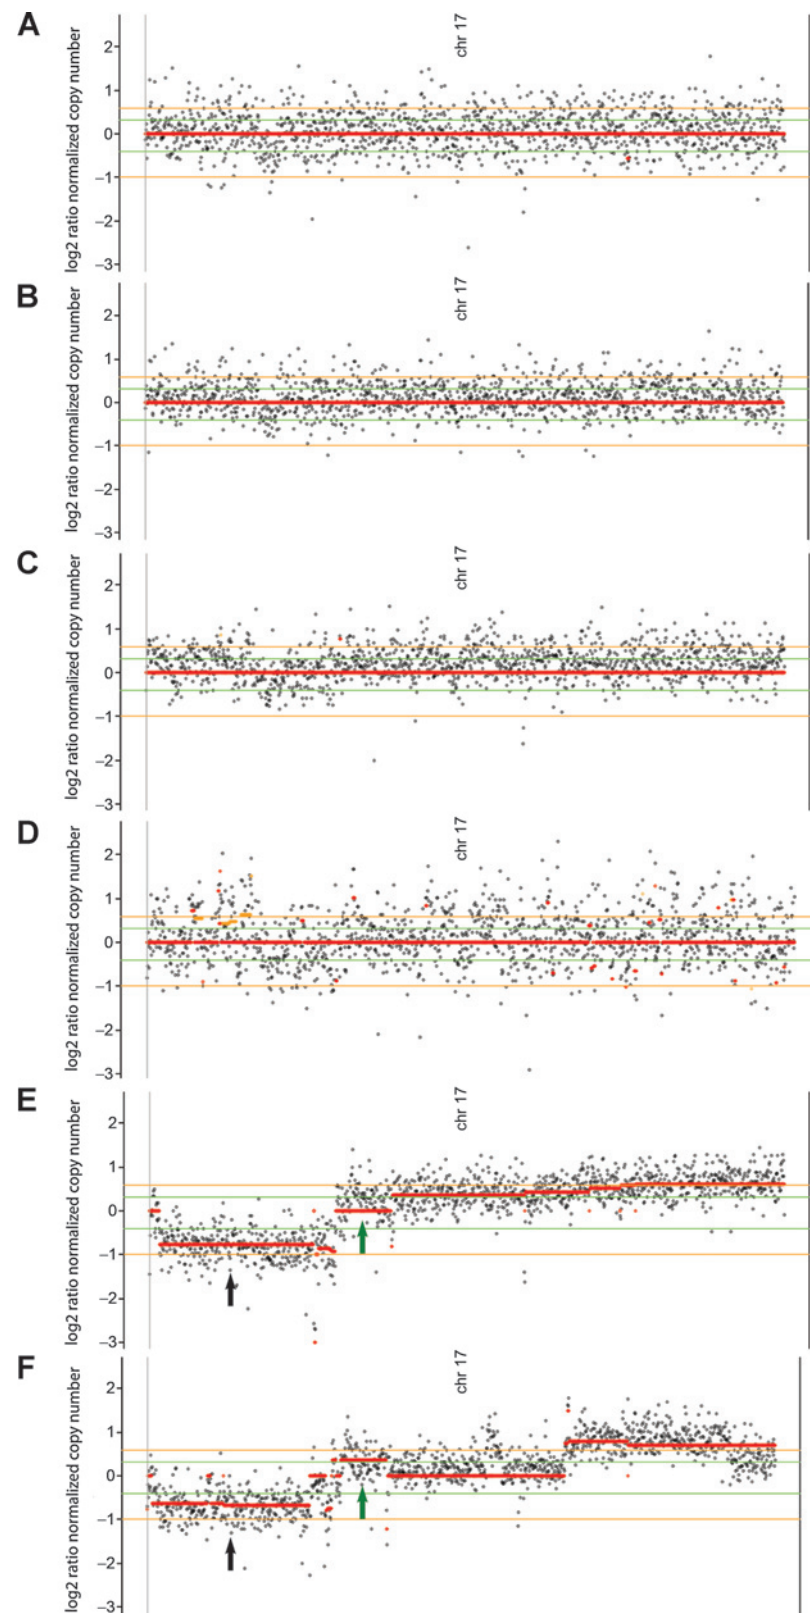 A
log2 ratio normalized copy number
chr 17
2
1
0
–1
–2
–3
B
log2 ratio normalized copy number
chr 17
2
1
0
–1
–2
–3
C
log2 ratio normalized copy number
chr 17
2
1
0
–1
–2
–3
D
log2 ratio normalized copy number
chr 17
2
1
0
–1
–2
–3
E
log2 ratio normalized copy number
chr 17
2
1
0
–1
–2
–3
F
log2 ratio normalized copy number
chr 17
2
1
0
–1
–2
–3